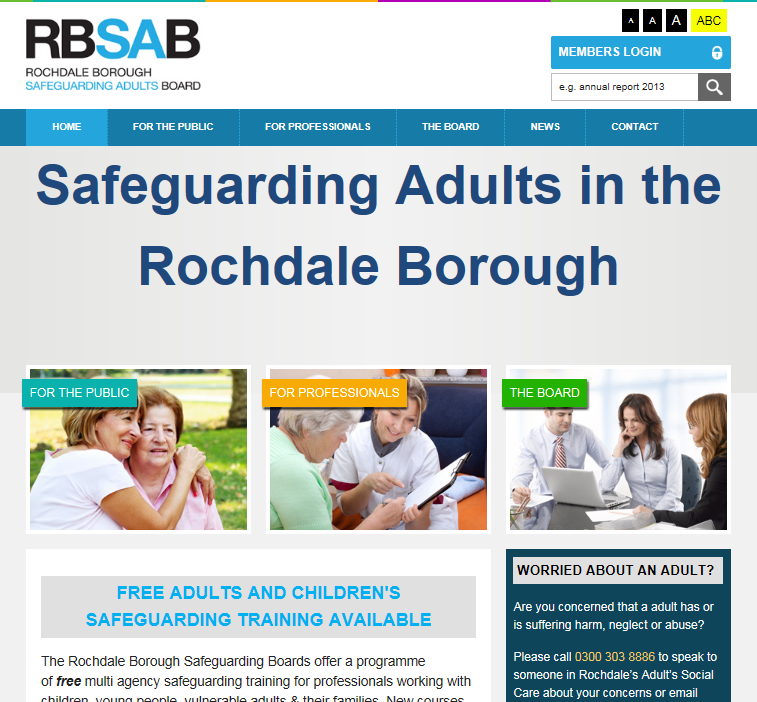 RBSAB
ROCHDALE BOROUGH
SAFEGUARDING ADULTS BOARD
A A A ABC
MEMBERS LOGIN
e.g. annual report 2013
HOME FOR THE PUBLIC FOR PROFESSIONALS THE BOARD NEWS CONTACT
Safeguarding Adults in the
Rochdale Borough
FOR THE PUBLIC
FOR PROFESSIONALS
THE BOARD
FREE ADULTS AND CHILDREN'S
SAFEGUARDING TRAINING AVAILABLE
The Rochdale Borough Safeguarding Boards offer a programme
of free multi agency safeguarding training for professionals working with
children, young people, vulnerable adults & their families. New courses
WORRIED ABOUT AN ADULT?
Are you concerned that a adult has or
is suffering harm, neglect or abuse?
Please call 0300 303 8886 to speak to
someone in Rochdale's Adult's Social
Care about your concerns or email